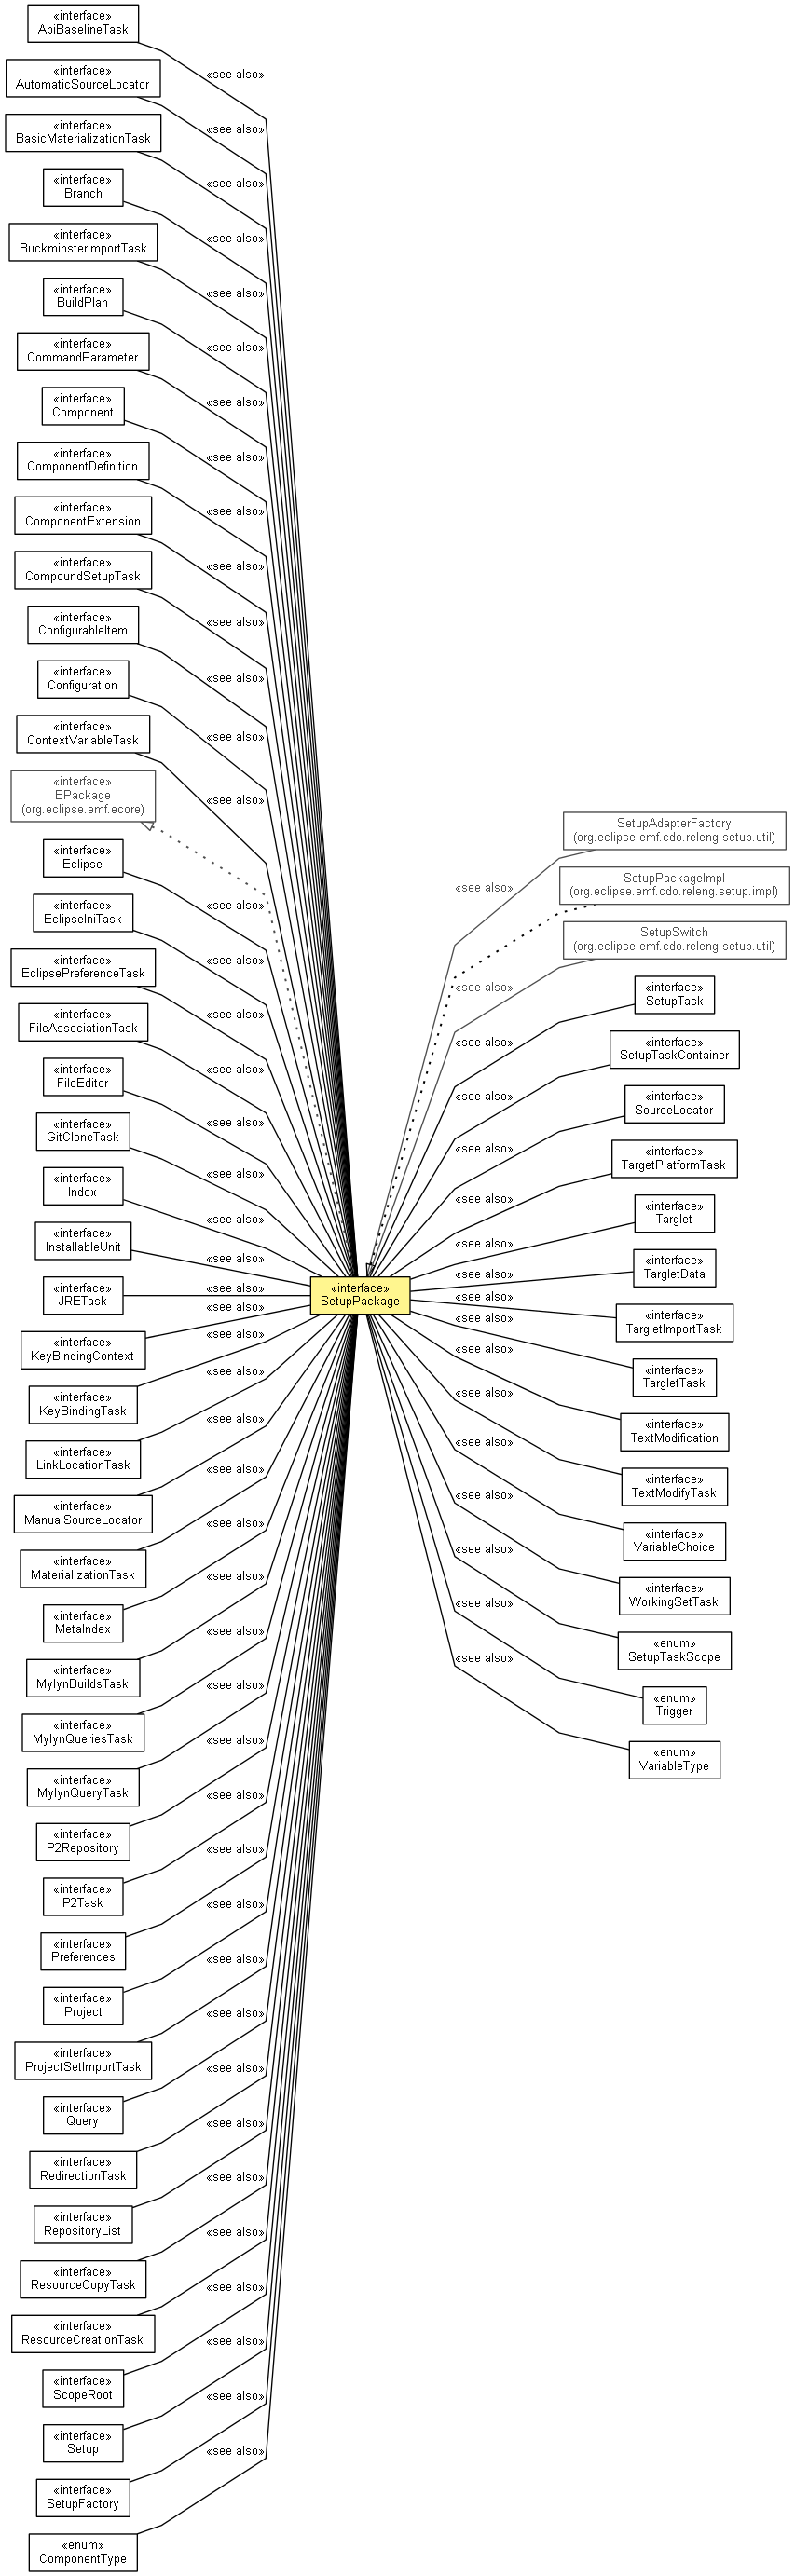 «interface»
ApiBaselineTask
«see also»
«interface»
AutomaticSourceLocator
«see also»
«interface»
BasicMaterializationTask
«see also»
«interface»
Branch
«see also»
«interface»
BuckminsterImportTask
«see also»
«interface»
BuildPlan
«see also»
«interface»
CommandParameter
«see also»
«interface»
Component
«see also»
«interface»
ComponentDefinition
«see also»
«interface»
ComponentExtension
«see also»
«interface»
CompoundSetupTask
«see also»
«interface»
ConfigurableItem
«see also»
«interface»
Configuration
«see also»
«interface»
ContextVariableTask
«see also»
«interface»
EPackage
(org.eclipse.emf.ecore)
«interface»
Eclipse
«see also»
«interface»
EclipseIniTask
«see also»
«interface»
EclipsePreferenceTask
«see also»
«interface»
FileAssociationTask
«see also»
«interface»
FileEditor
«see also»
«interface»
GitCloneTask
«see also»
«interface»
Index
«see also»
«interface»
InstallableUnit
«see also»
«interface»
JRETask
«see also»
«interface»
KeyBindingContext
«see also»
«interface»
KeyBindingTask
«see also»
«interface»
LinkLocationTask
«see also»
«interface»
ManualSourceLocator
«see also»
«interface»
MaterializationTask
«see also»
«interface»
MetaIndex
«see also»
«interface»
MylynBuildsTask
«see also»
«interface»
MylynQueriesTask
«see also»
«interface»
MylynQueryTask
«see also»
«interface»
P2Repository
«see also»
«interface»
P2Task
«see also»
«interface»
Preferences
«see also»
«interface»
Project
«see also»
«interface»
ProjectSetImportTask
«see also»
«interface»
Query
«see also»
«interface»
RedirectionTask
«see also»
«interface»
RepositoryList
«see also»
«interface»
ResourceCopyTask
«see also»
«interface»
ResourceCreationTask
«see also»
«interface»
ScopeRoot
«see also»
«interface»
Setup
«see also»
«interface»
SetupFactory
«see also»
«enum»
ComponentType
«see also»
«interface»
SetupPackage
SetupAdapterFactory
(org.eclipse.emf.cdo.releng.setup.util)
«see also»
SetupPackageImpl
(org.eclipse.emf.cdo.releng.setup.impl)
SetupSwitch
(org.eclipse.emf.cdo.releng.setup.util)
«see also»
«interface»
SetupTask
«see also»
«interface»
SetupTaskContainer
«see also»
«interface»
SourceLocator
«see also»
«interface»
TargetPlatformTask
«see also»
«interface»
Targlet
«see also»
«interface»
TargletData
«see also»
«interface»
TargletImportTask
«see also»
«interface»
TargletTask
«see also»
«interface»
TextModification
«see also»
«interface»
TextModifyTask
«see also»
«interface»
VariableChoice
«see also»
«interface»
WorkingSetTask
«see also»
«enum»
SetupTaskScope
«see also»
«enum»
Trigger
«see also»
«enum»
VariableType
«see also»